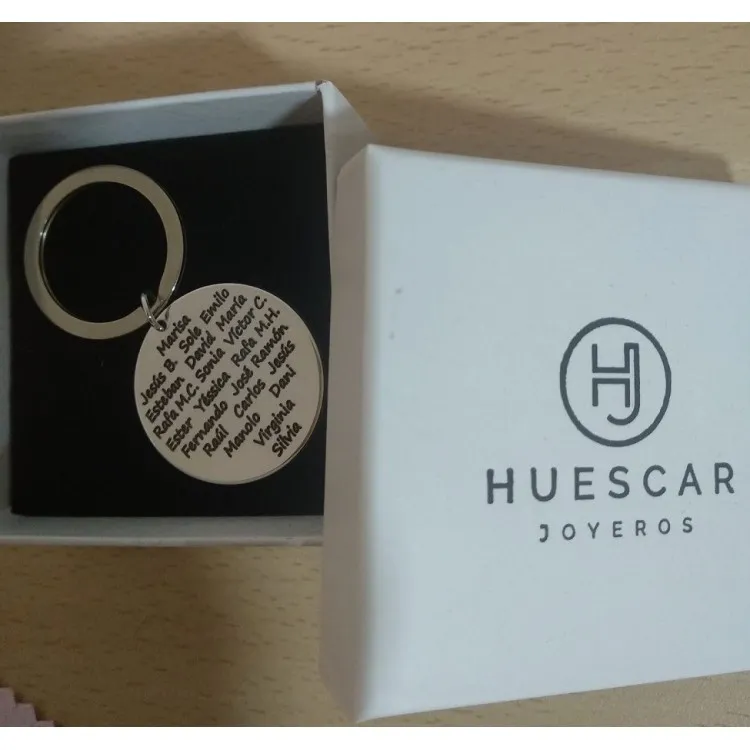 Marisa
Jesús B. Sole Emilo
Esteban David María
Rafa M.C. Sonia Víctor C.
Ester Yéssica Rafa M.H.
Fernando José Ramón
Raúl Carlos Jesús
Manolo Dani
Virginia
Silvia
HJ
HUESCAR
JOYEROS